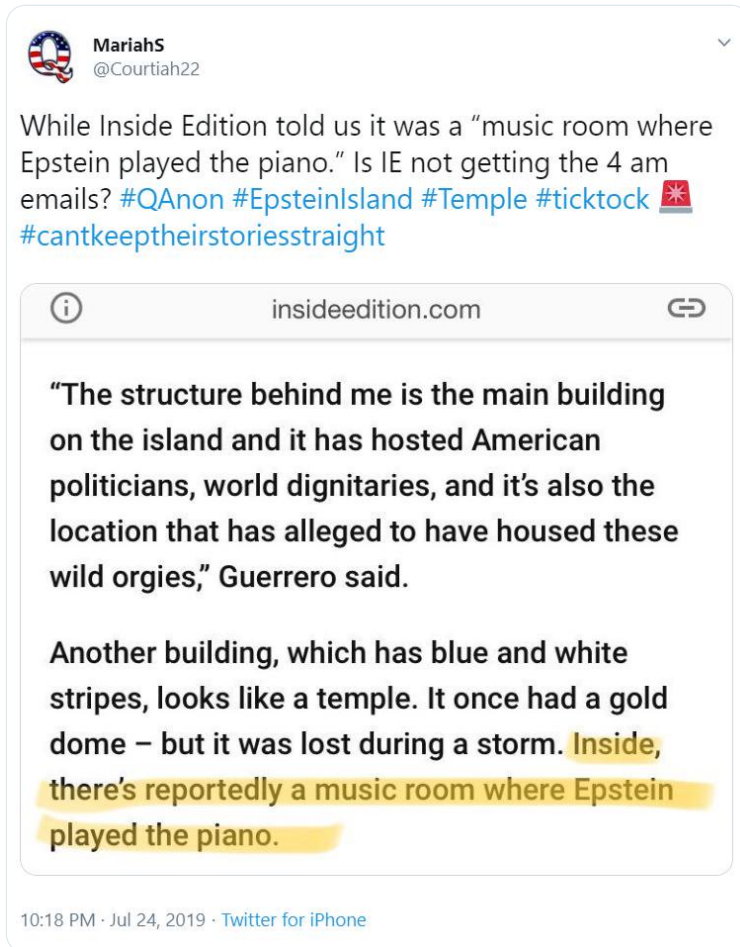 MariahS
@Courtiah22
While Inside Edition told us it was a “music room where
Epstein played the piano.” Is IE not getting the 4 am
emails? #QAnon #EpsteinIsland #Temple #ticktock 🚨
#cantkeeptheirstoriesstraight
insideedition.com
“The structure behind me is the main building
on the island and it has hosted American
politicians, world dignitaries, and it’s also the
location that has alleged to have housed these
wild orgies,” Guerrero said.
Another building, which has blue and white
stripes, looks like a temple. It once had a gold
dome – but it was lost during a storm. Inside,
there’s reportedly a music room where Epstein
played the piano.
10:18 PM · Jul 24, 2019 · Twitter for iPhone